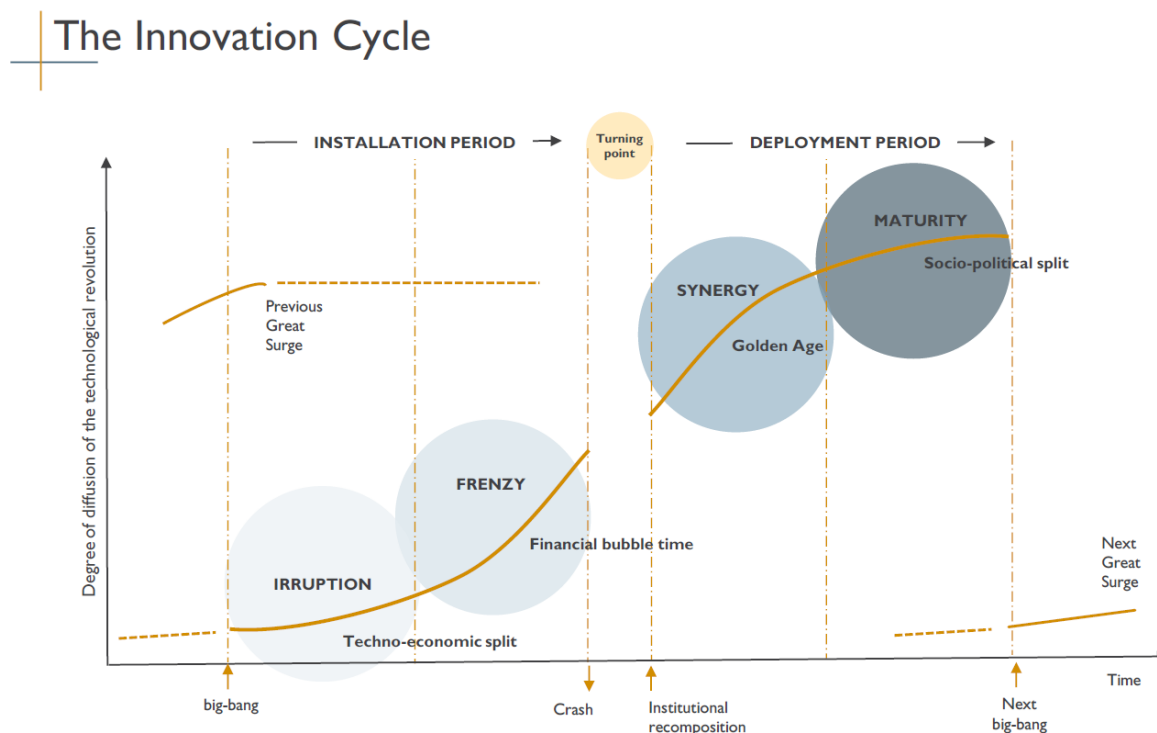 The Innovation Cycle
INSTALLATION PERIOD
Turning
point
DEPLOYMENT PERIOD
Degree of diffusion of the technological revolution
MATURITY
Socio-political split
Previous
Great
Surge
SYNERGY
Golden Age
FRENZY
Financial bubble time
IRRUPTION
Techno-economic split
Next
Great
Surge
Time
big-bang
Crash
Institutional
recomposition
Next
big-bang